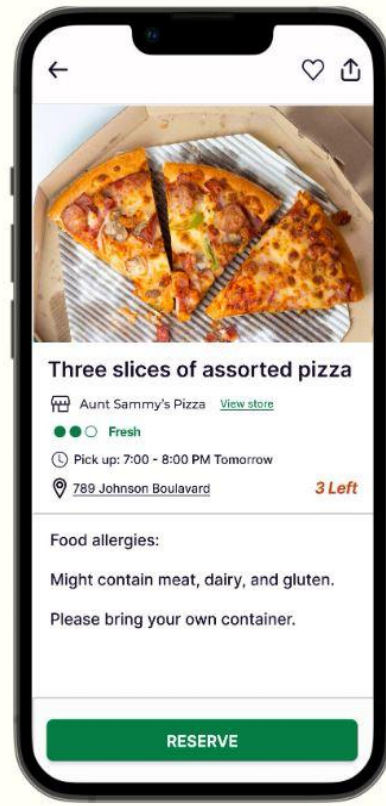 Three slices of assorted pizza
Aunt Sammy's Pizza View store
Fresh
Pick up: 7:00 - 8:00 PM Tomorrow
789 Johnson Boulavard 3 Left
Food allergies:
Might contain meat, dairy, and gluten.
Please bring your own container.
RESERVE